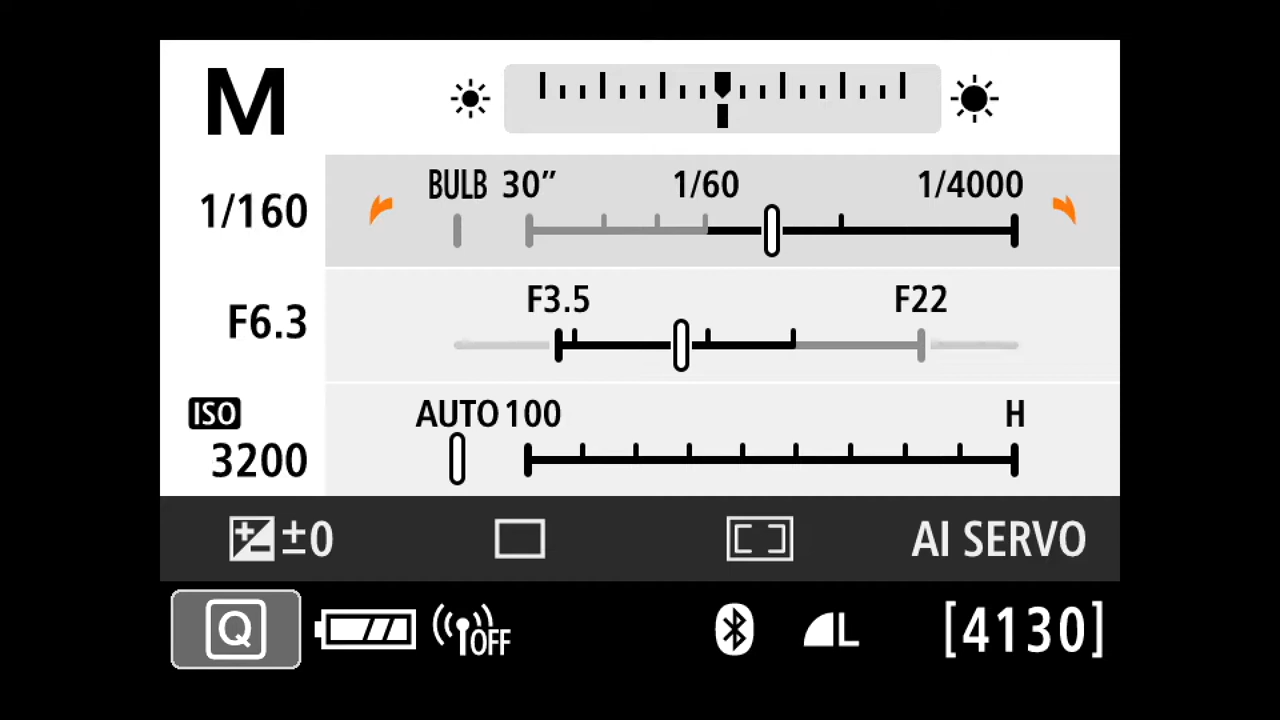 M
BULB 30” 1/60 1/4000
1/160
F3.5 F22
F6.3
ISO AUTO 100 H
3200
±0 AI SERVO
Q OFF L [4130]